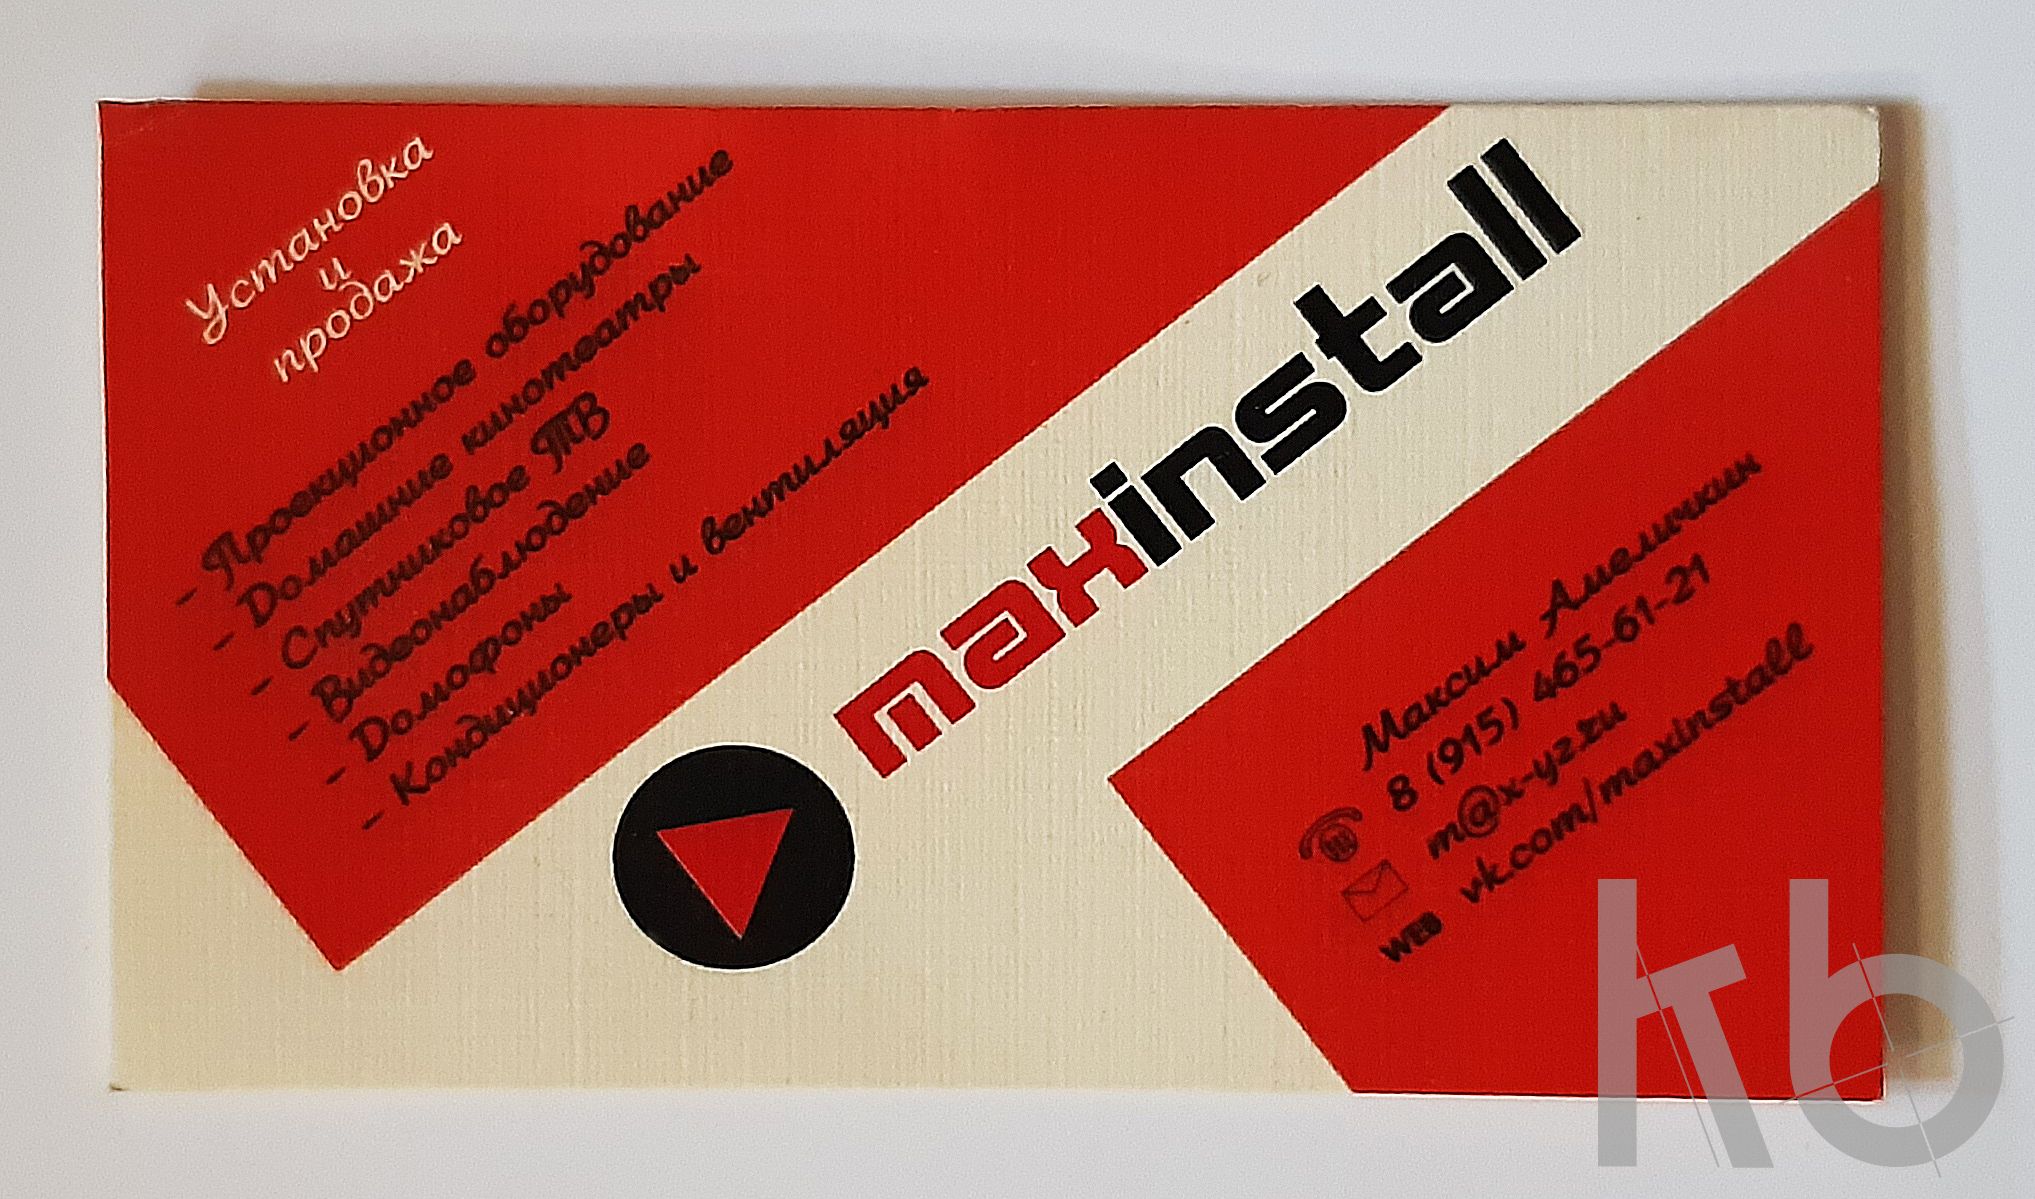 Установка
и
продажа
- Проекционное оборудование
- Домашние кинотеатры
- Спутниковое ТВ
- Видеонаблюдение
- Домофоны
- Кондиционеры и вентиляция
maxinstall
Максим Амеличкин
8 (915) 465-61-21
m@x-yz.ru
WEB vk.com/maxinstall
kb